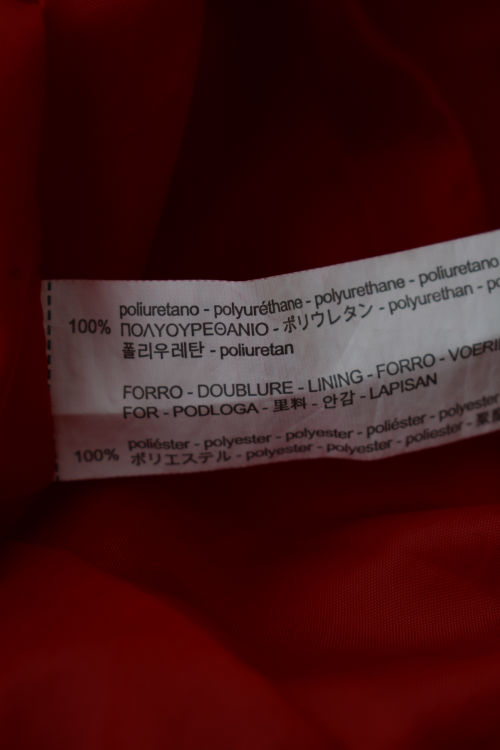 100% poliuretano - polyuréthane - polyurethane - poliuretano
ΠΟΛΥΟΥΡΕΘΑΝΙΟ - ポリウレタン - polyurethan -
폴리우레탄 - poliuretan
FORRO - DOUBLURE - LINING - FORRO -
FOR - PODLOGA - 里料 - 안감 - LAPISAN
100% poliéster - polyester - polyester - poliéster - polyester
ポリエステル - polyester - polyester - poliester -